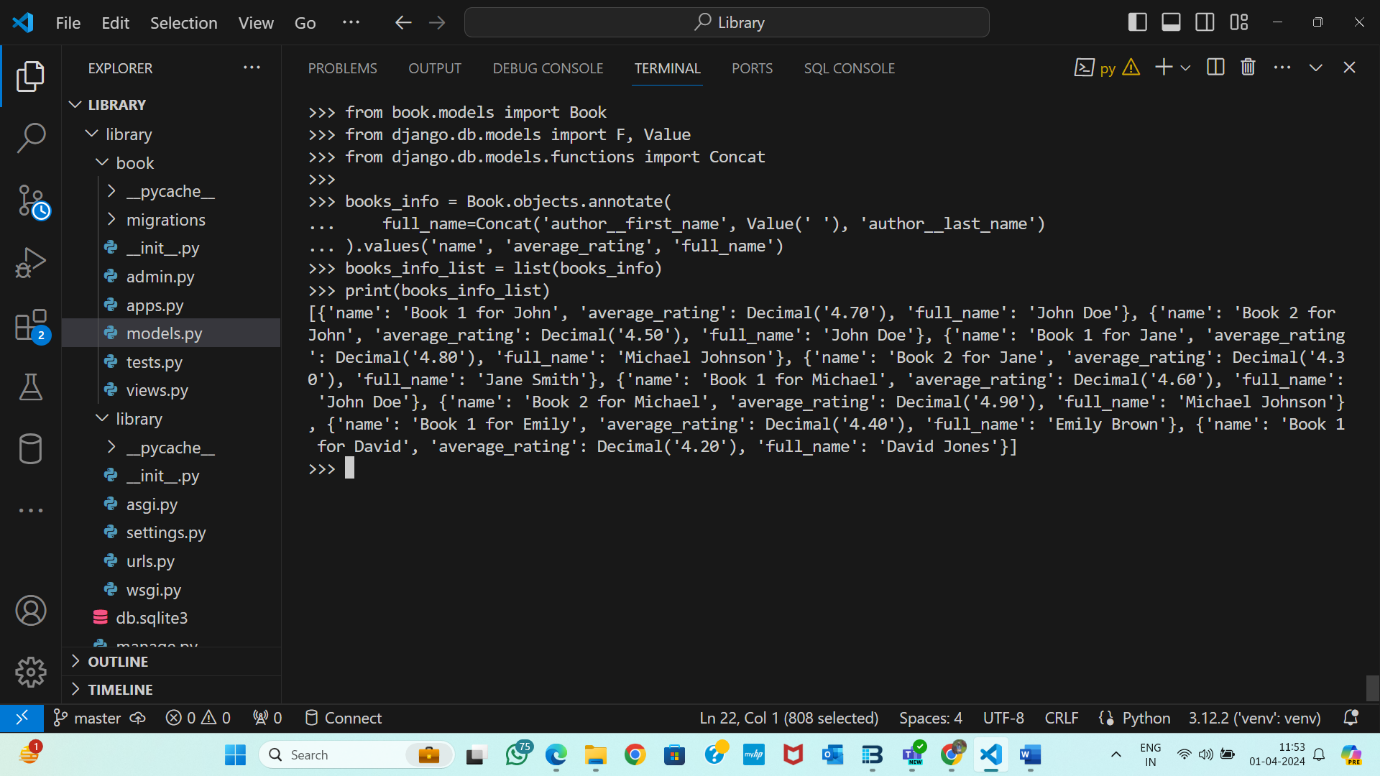 File Edit Selection View Go ··· Library
EXPLORER ···
PROBLEMS OUTPUT DEBUG CONSOLE TERMINAL PORTS SQL CONSOLE py
LIBRARY
library
book
__pycache__
migrations
__init__.py
admin.py
apps.py
models.py
tests.py
views.py
library
__pycache__
__init__.py
asgi.py
settings.py
urls.py
wsgi.py
db.sqlite3
manage.py
OUTLINE
TIMELINE
2
>>> from book.models import Book
>>> from django.db.models import F, Value
>>> from django.db.models.functions import Concat
>>>
>>> books_info = Book.objects.annotate(
...     full_name=Concat('author__first_name', Value(' '), 'author__last_name')
... ).values('name', 'average_rating', 'full_name')
>>> books_info_list = list(books_info)
>>> print(books_info_list)
[{'name': 'Book 1 for John', 'average_rating': Decimal('4.70'), 'full_name': 'John Doe'}, {'name': 'Book 2 for
John', 'average_rating': Decimal('4.50'), 'full_name': 'John Doe'}, {'name': 'Book 1 for Jane', 'average_rating
': Decimal('4.80'), 'full_name': 'Michael Johnson'}, {'name': 'Book 2 for Jane', 'average_rating': Decimal('4.3
0'), 'full_name': 'Jane Smith'}, {'name': 'Book 1 for Michael', 'average_rating': Decimal('4.60'), 'full_name':
'John Doe'}, {'name': 'Book 2 for Michael', 'average_rating': Decimal('4.90'), 'full_name': 'Michael Johnson'}
, {'name': 'Book 1 for Emily', 'average_rating': Decimal('4.40'), 'full_name': 'Emily Brown'}, {'name': 'Book 1
for David', 'average_rating': Decimal('4.20'), 'full_name': 'David Jones'}]
>>>
master 0 0 0 Connect Ln 22, Col 1 (808 selected) Spaces: 4 UTF-8 CRLF Python 3.12.2 ('venv': venv)
1 Search 75 myhp NEW ENG 11:53
IN 01-04-2024 PRE